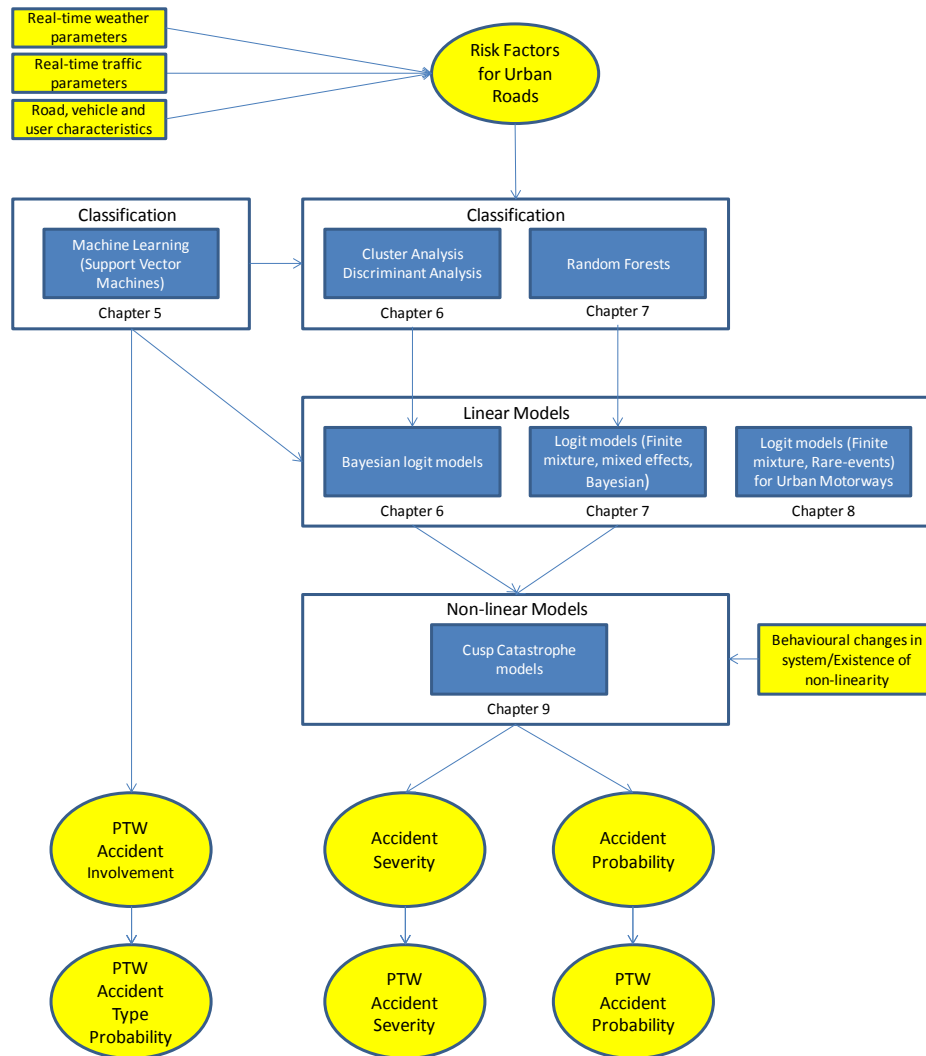 Real-time weather
parameters
Real-time traffic
parameters
Road, vehicle and
user characteristics
Risk Factors
for Urban
Roads
Classification
Machine Learning
(Support Vector
Machines)
Chapter 5
Classification
Cluster Analysis
Discriminant Analysis
Chapter 6
Random Forests
Chapter 7
Linear Models
Bayesian logit models
Chapter 6
Logit models (Finite
mixture, mixed effects,
Bayesian)
Chapter 7
Logit models (Finite
mixture, Rare-events)
for Urban Motorways
Chapter 8
Non-linear Models
Cusp Catastrophe
models
Chapter 9
Behavioural changes in
system/Existence of
non-linearity
PTW
Accident
Involvement
Accident
Severity
Accident
Probability
PTW
Accident
Type
Probability
PTW
Accident
Severity
PTW
Accident
Probability